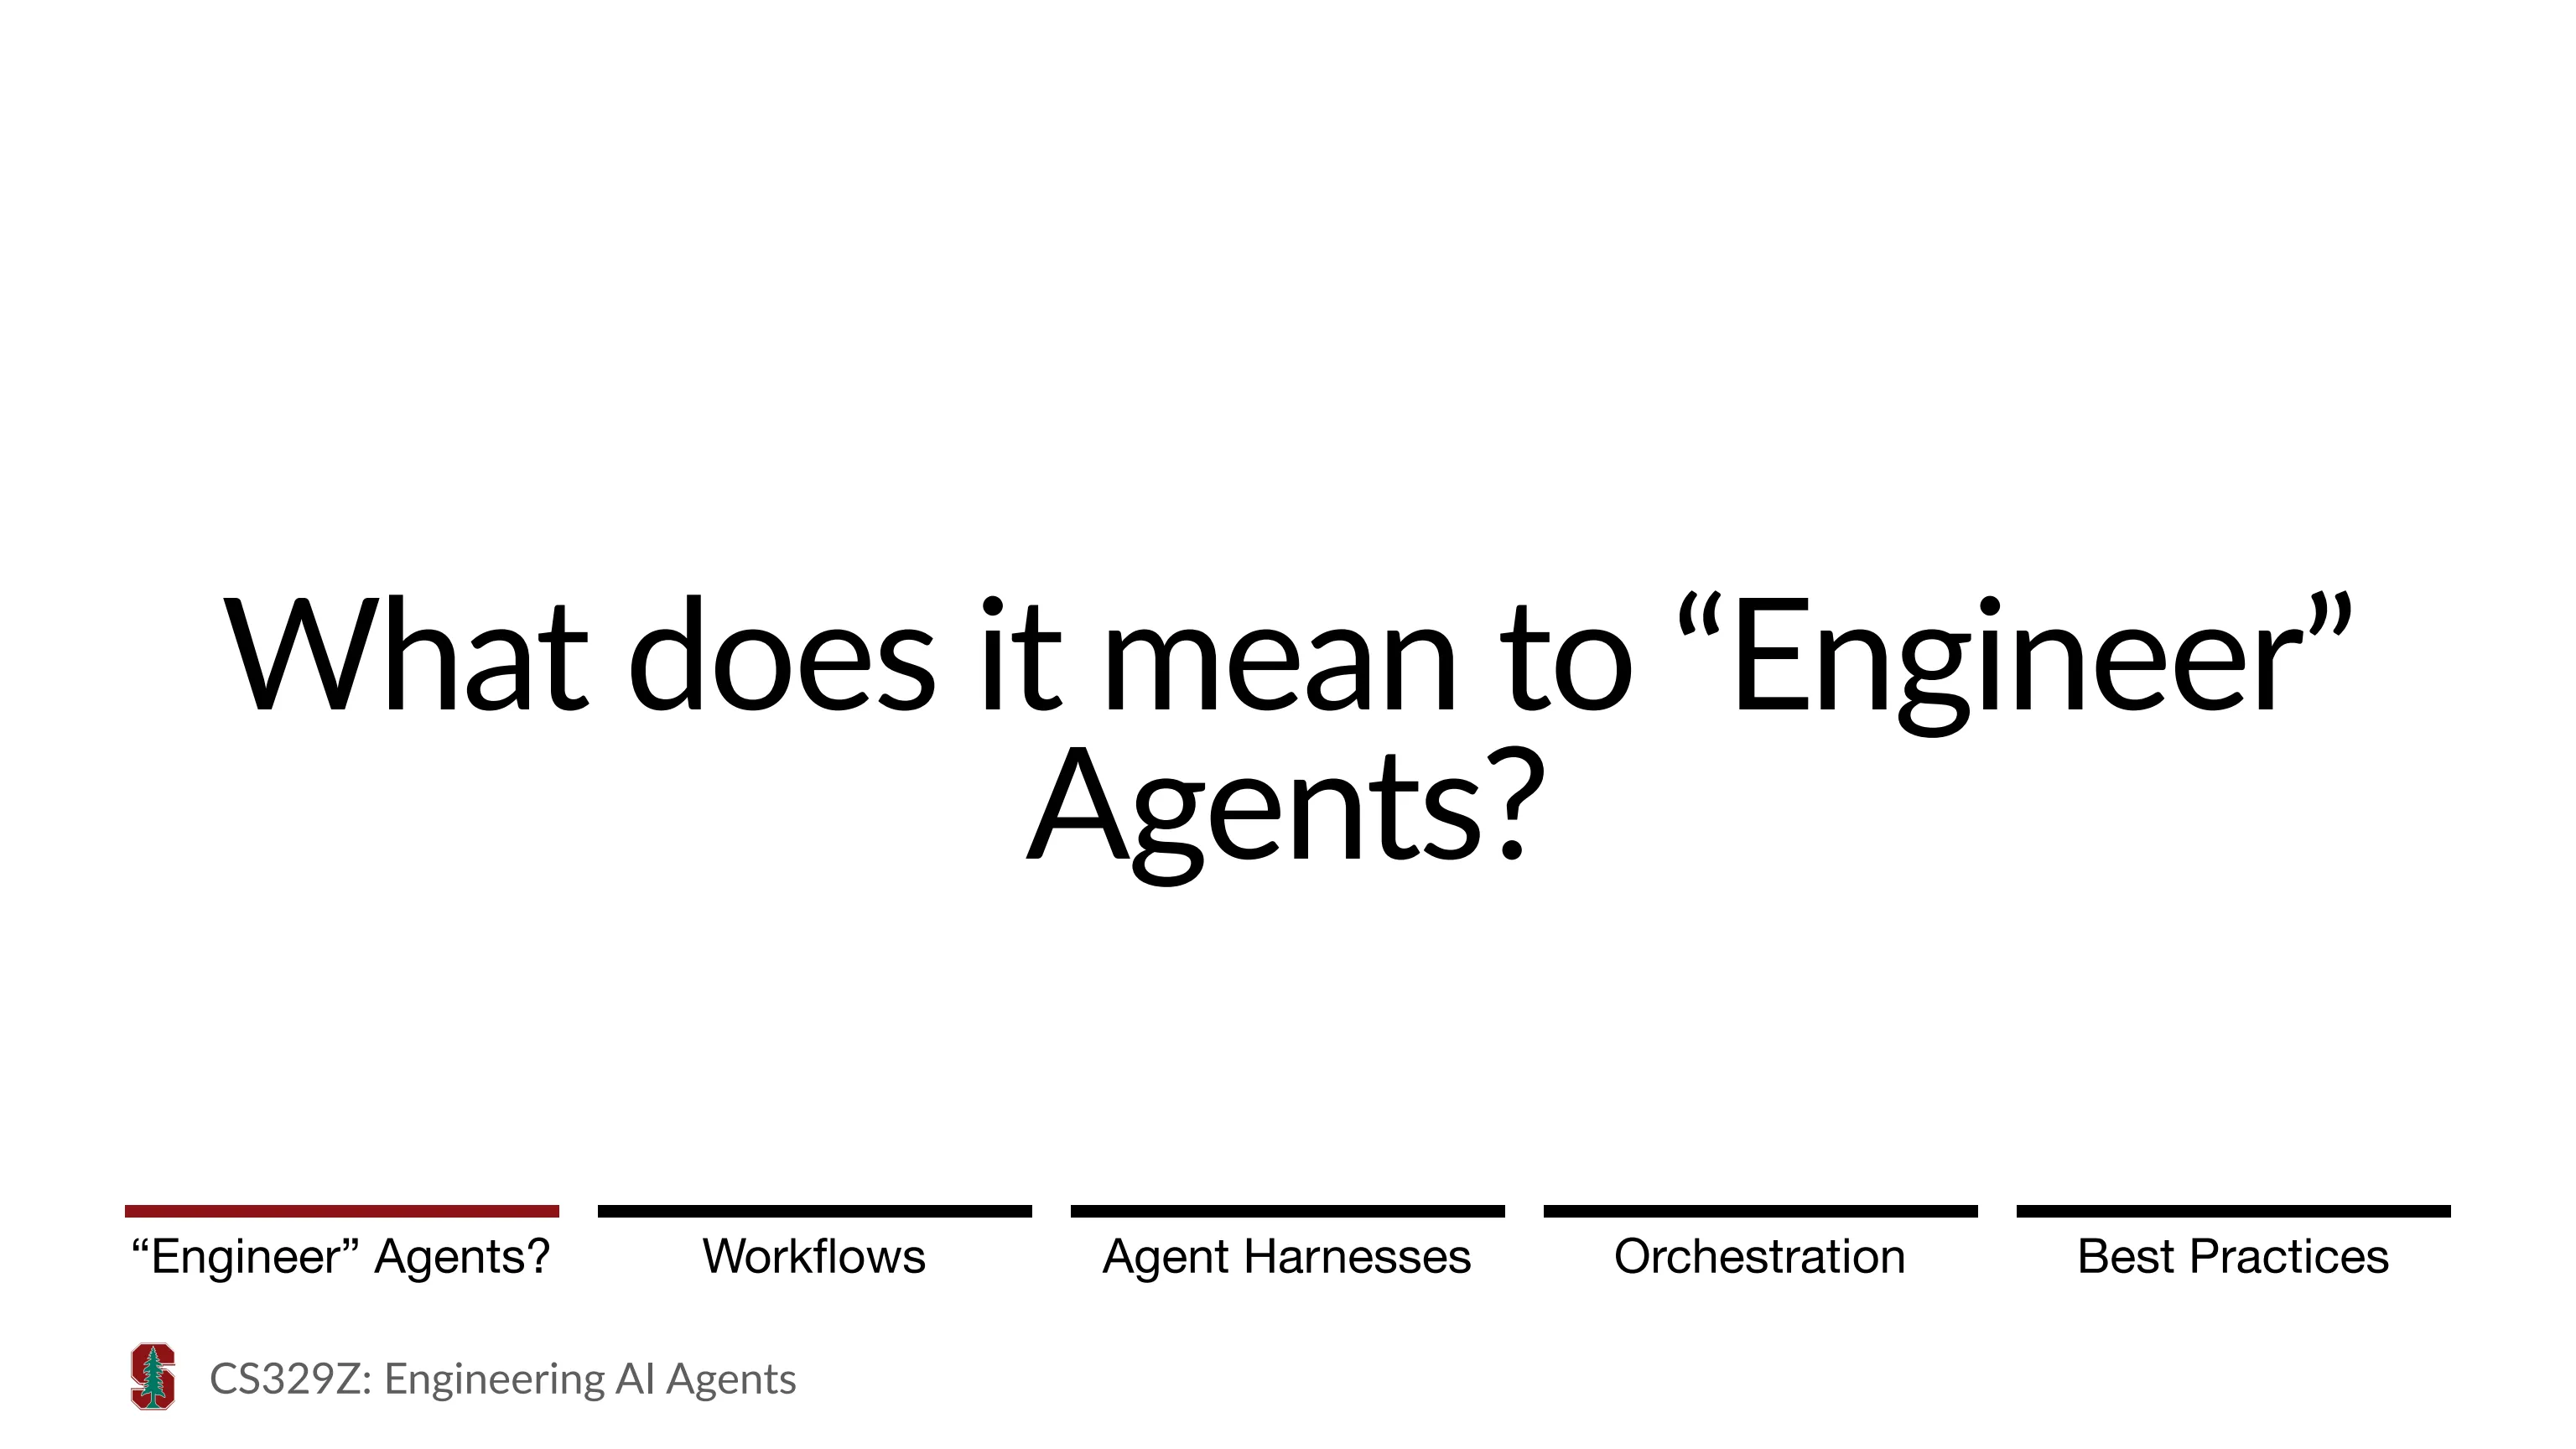 What does it mean to “Engineer”
Agents?
“Engineer” Agents?
Workflows
Agent Harnesses
Orchestration
Best Practices
CS329Z: Engineering AI Agents